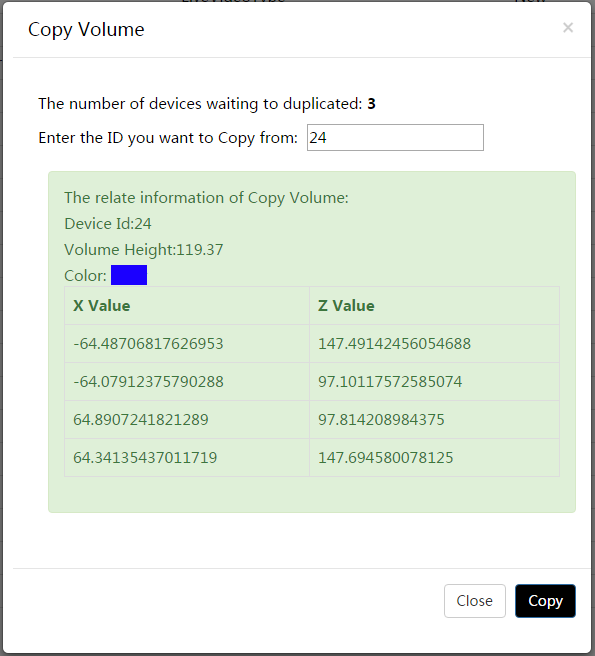 Copy Volume
×
The number of devices waiting to duplicated: 3
Enter the ID you want to Copy from: 24
The relate information of Copy Volume:
Device Id:24
Volume Height:119.37
Color:
X Value Z Value
-64.48706817626953 147.49142456054688
-64.07912375790288 97.10117572585074
64.8907241821289 97.814208984375
64.34135437011719 147.694580078125
Close Copy